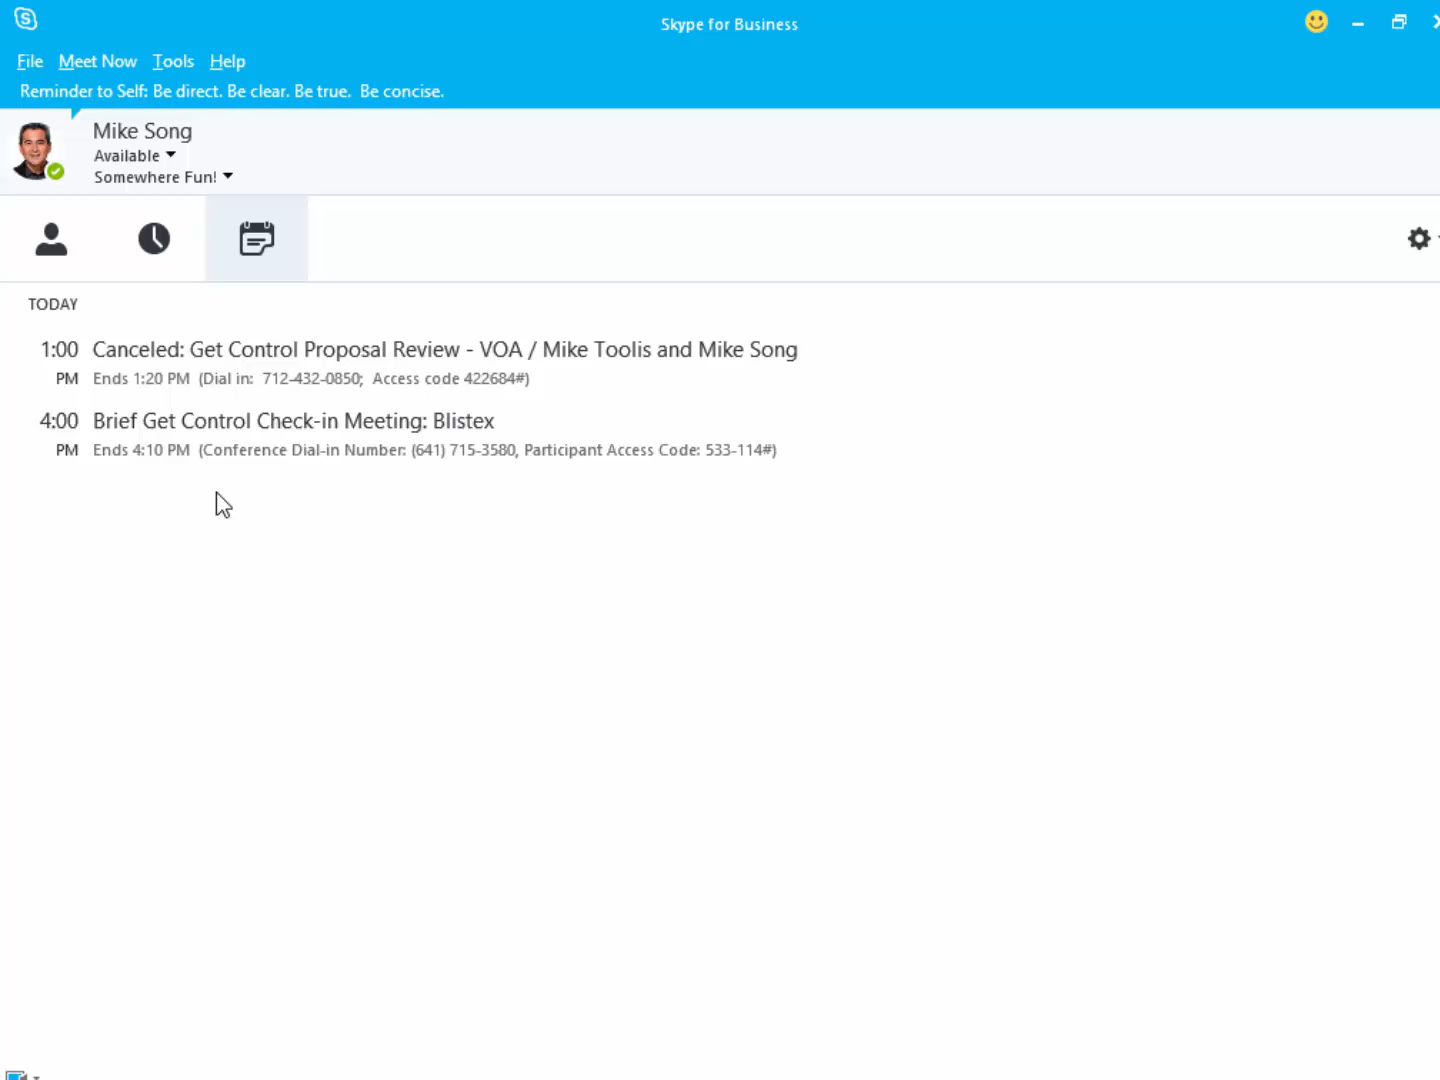 Skype for Business
File Meet Now Tools Help
Reminder to Self: Be direct. Be clear. Be true.  Be concise.
Mike Song
Available
Somewhere Fun!
TODAY
1:00 Canceled: Get Control Proposal Review - VOA / Mike Toolis and Mike Song
PM Ends 1:20 PM  (Dial in:  712-432-0850;  Access code 422684#)
4:00 Brief Get Control Check-in Meeting: Blistex
PM Ends 4:10 PM  (Conference Dial-in Number: (641) 715-3580, Participant Access Code: 533-114#)